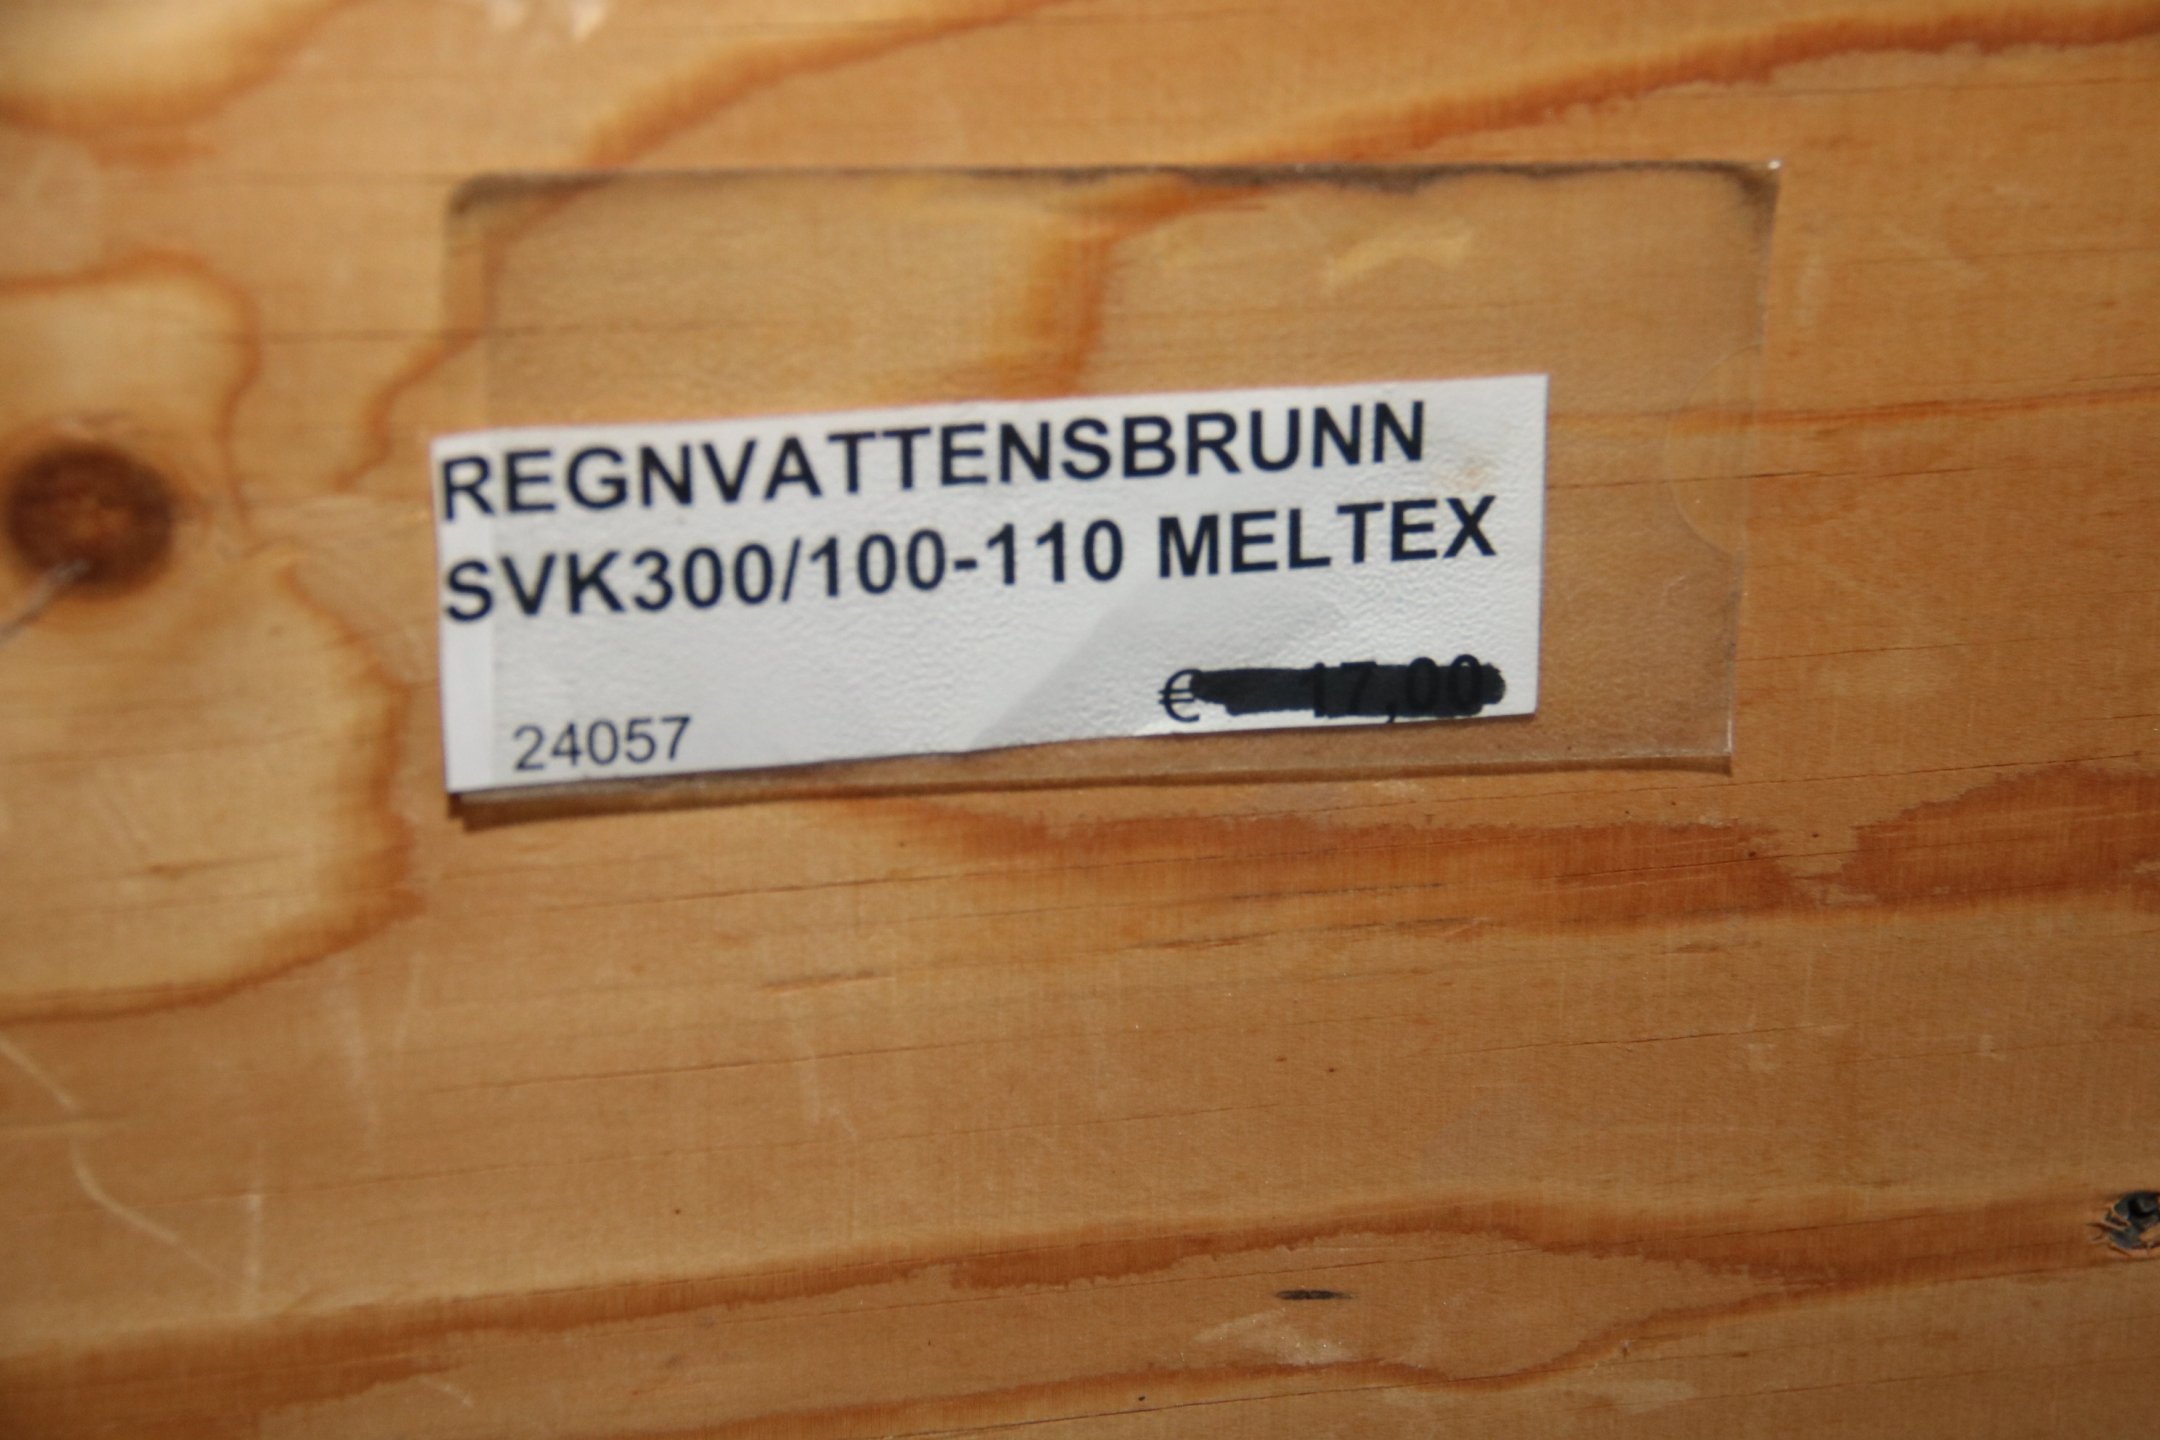 REGNVATTENSBRUNN
SVK300/100-110 MELTEX
€ 17,00
24057